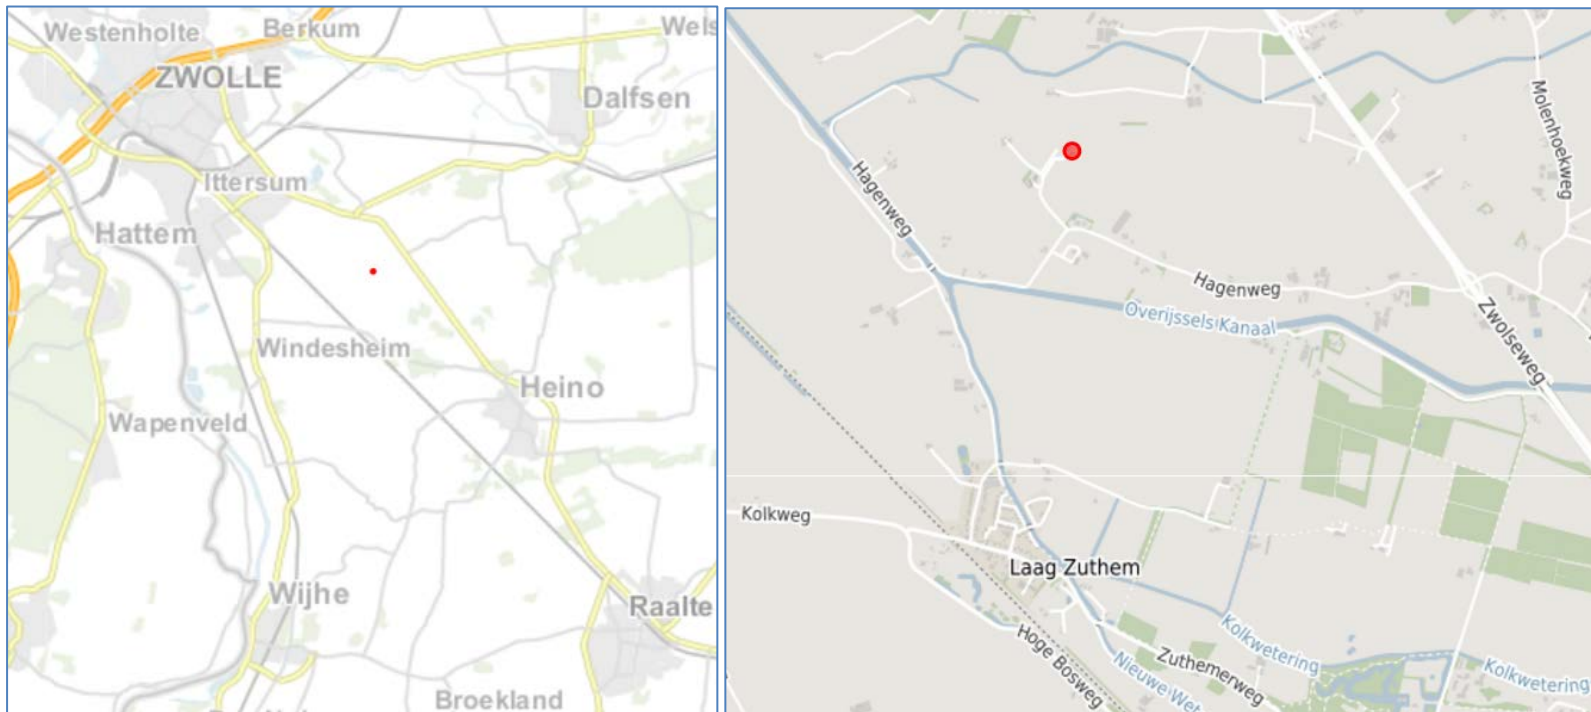 Westenholte
Berkum
Wels
ZWOLLE
Dalfsen
Ittersum
Hattem
Windesheim
Heino
Wapenveld
Wijhe
Raalte
Broekland
Molenhoekweg
Hagenweg
Hagenweg
Overijssels Kanaal
Zwolseweg
Kolkweg
Laag Zuthem
Hoge Bosweg
Nieuwe Wet
Zuthemerweg
Kolkwetering
Kolkwetering